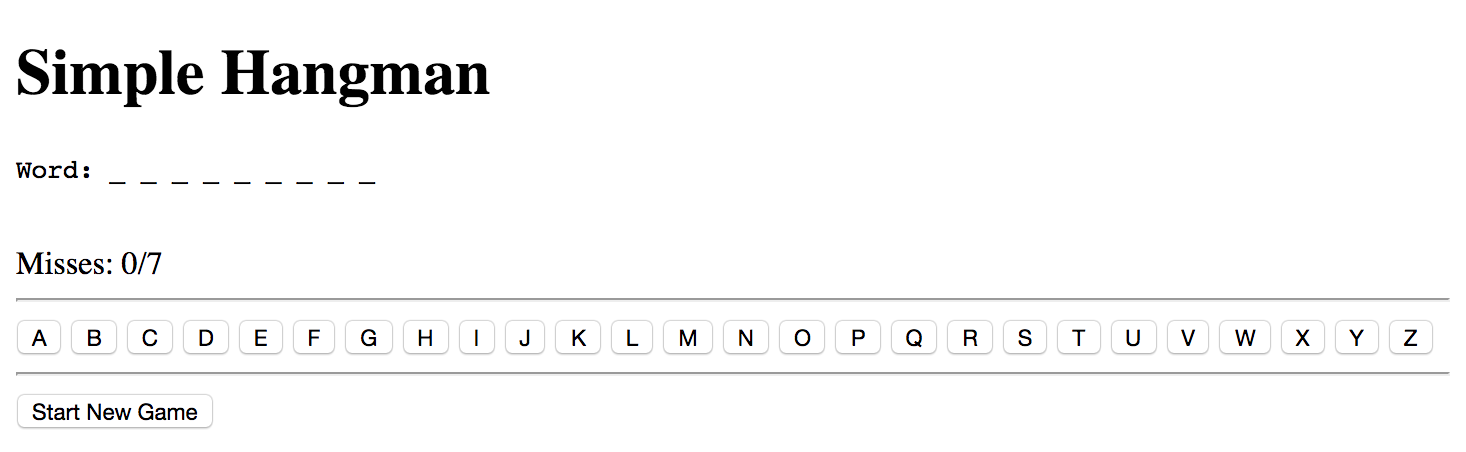 Simple Hangman
Word: _ _ _ _ _ _ _ _ _
Misses: 0/7
A B C D E F G H I J K L M N O P Q R S T U V W X Y Z
Start New Game